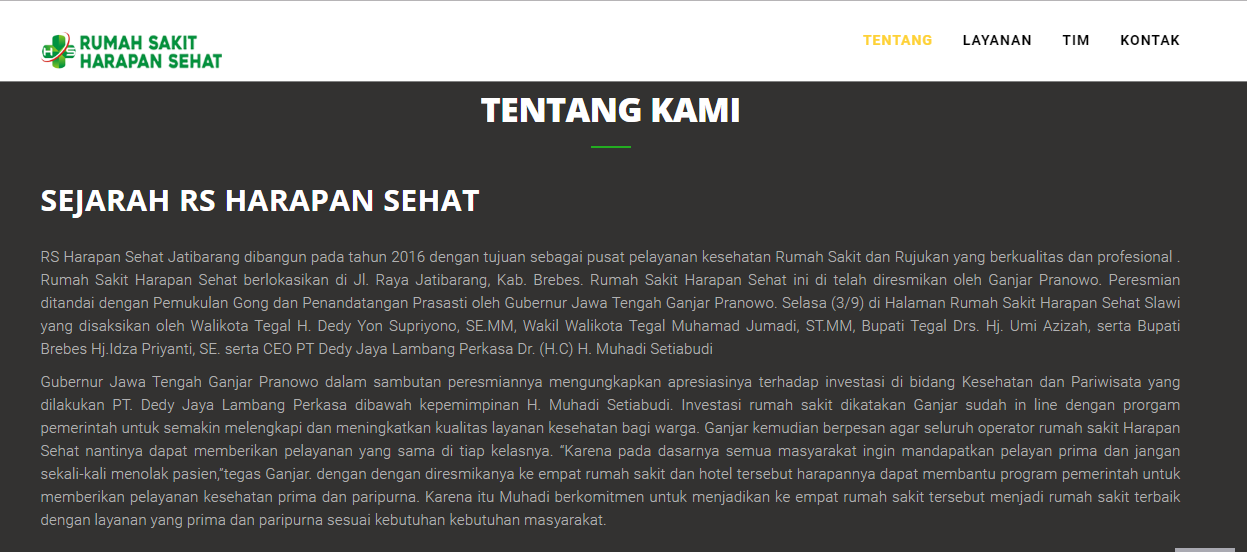 RUMAH SAKIT
HARAPAN SEHAT
TENTANG LAYANAN TIM KONTAK
TENTANG KAMI
SEJARAH RS HARAPAN SEHAT
RS Harapan Sehat Jatibarang dibangun pada tahun 2016 dengan tujuan sebagai pusat pelayanan kesehatan Rumah Sakit dan Rujukan yang berkualitas dan profesional .
Rumah Sakit Harapan Sehat berlokasikan di Jl. Raya Jatibarang, Kab. Brebes. Rumah Sakit Harapan Sehat ini di telah diresmikan oleh Ganjar Pranowo. Peresmian
ditandai dengan Pemukulan Gong dan Penandatangan Prasasti oleh Gubernur Jawa Tengah Ganjar Pranowo. Selasa (3/9) di Halaman Rumah Sakit Harapan Sehat Slawi
yang disaksikan oleh Walikota Tegal H. Dedy Yon Supriyono, SE.MM, Wakil Walikota Tegal Muhamad Jumadi, ST.MM, Bupati Tegal Drs. Hj. Umi Azizah, serta Bupati
Brebes Hj.Idza Priyanti, SE. serta CEO PT Dedy Jaya Lambang Perkasa Dr. (H.C) H. Muhadi Setiabudi
Gubernur Jawa Tengah Ganjar Pranowo dalam sambutan peresmiannya mengungkapkan apresiasinya terhadap investasi di bidang Kesehatan dan Pariwisata yang
dilakukan PT. Dedy Jaya Lambang Perkasa dibawah kepemimpinan H. Muhadi Setiabudi. Investasi rumah sakit dikatakan Ganjar sudah in line dengan prorgam
pemerintah untuk semakin melengkapi dan meningkatkan kualitas layanan kesehatan bagi warga. Ganjar kemudian berpesan agar seluruh operator rumah sakit Harapan
Sehat nantinya dapat memberikan pelayanan yang sama di tiap kelasnya. “Karena pada dasarnya semua masyarakat ingin mandapatkan pelayan prima dan jangan
sekali-kali menolak pasien,”tegas Ganjar. dengan dengan diresmikanya ke empat rumah sakit dan hotel tersebut harapannya dapat membantu program pemerintah untuk
memberikan pelayanan kesehatan prima dan paripurna. Karena itu Muhadi berkomitmen untuk menjadikan ke empat rumah sakit tersebut menjadi rumah sakit terbaik
dengan layanan yang prima dan paripurna sesuai kebutuhan kebutuhan masyarakat.